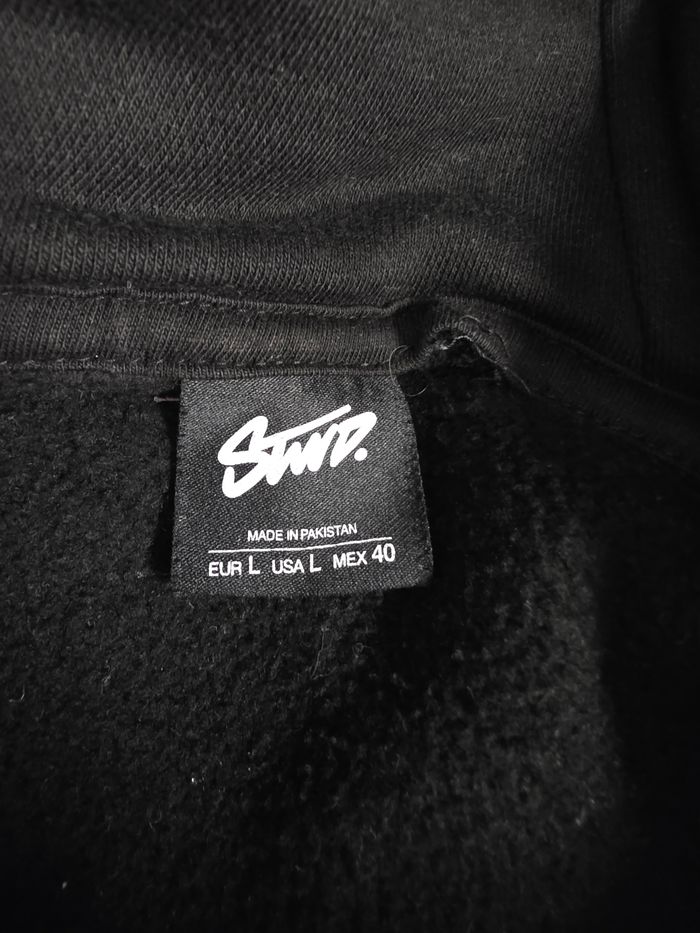 STWD.
MADE IN PAKISTAN
EUR L USA L MEX 40